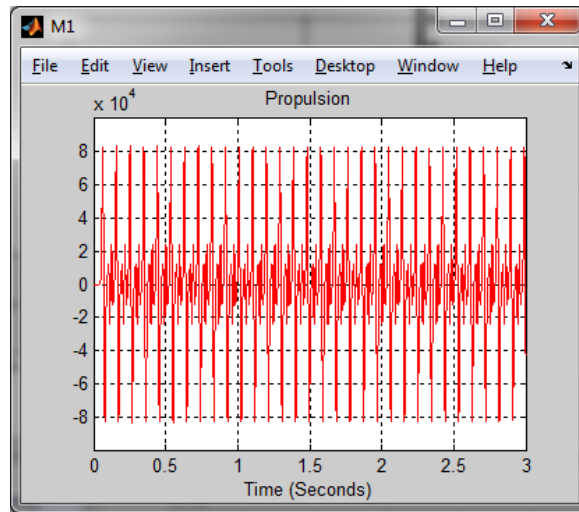 M1
File Edit View Insert Tools Desktop Window Help
x 10^4
Propulsion
8
6
4
2
0
-2
-4
-6
-8
0 0.5 1 1.5 2 2.5 3
Time (Seconds)